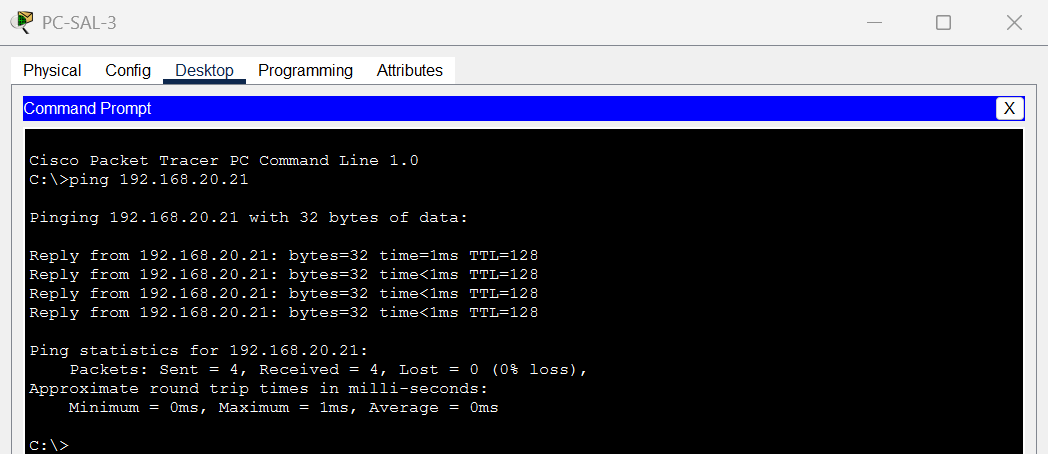 PC-SAL-3
Physical Config Desktop Programming Attributes
Command Prompt X
Cisco Packet Tracer PC Command Line 1.0
C:\>ping 192.168.20.21
Pinging 192.168.20.21 with 32 bytes of data:
Reply from 192.168.20.21: bytes=32 time=1ms TTL=128
Reply from 192.168.20.21: bytes=32 time<1ms TTL=128
Reply from 192.168.20.21: bytes=32 time<1ms TTL=128
Reply from 192.168.20.21: bytes=32 time<1ms TTL=128
Ping statistics for 192.168.20.21:
Packets: Sent = 4, Received = 4, Lost = 0 (0% loss),
Approximate round trip times in milli-seconds:
Minimum = 0ms, Maximum = 1ms, Average = 0ms
C:\>